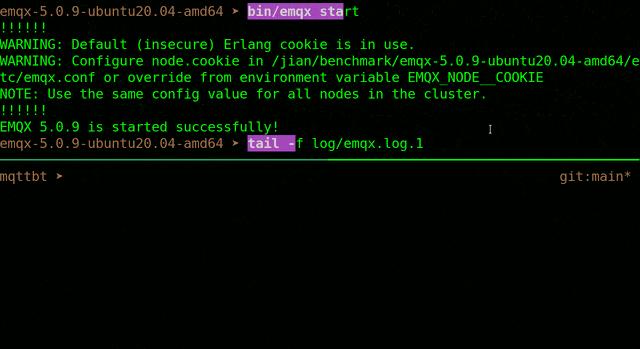 emqx-5.0.9-ubuntu20.04-amd64 ➤ bin/emqx start
!!!!!!
WARNING: Default (insecure) Erlang cookie is in use.
WARNING: Configure node.cookie in /jian/benchmark/emqx-5.0.9-ubuntu20.04-amd64/e
tc/emqx.conf or override from environment variable EMQX_NODE__COOKIE
NOTE: Use the same config value for all nodes in the cluster.
!!!!!!
EMQX 5.0.9 is started successfully!
emqx-5.0.9-ubuntu20.04-amd64 ➤ tail -f log/emqx.log.1
mqttbt ➤ git:main*